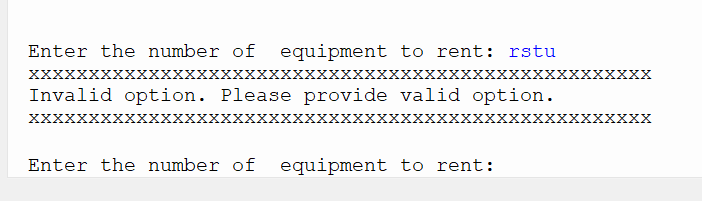 Enter the number of  equipment to rent: rstu
xxxxxxxxxxxxxxxxxxxxxxxxxxxxxxxxxxxxxxxxxxxxxxxxxxxx
Invalid option. Please provide valid option.
xxxxxxxxxxxxxxxxxxxxxxxxxxxxxxxxxxxxxxxxxxxxxxxxxxxx
Enter the number of  equipment to rent: